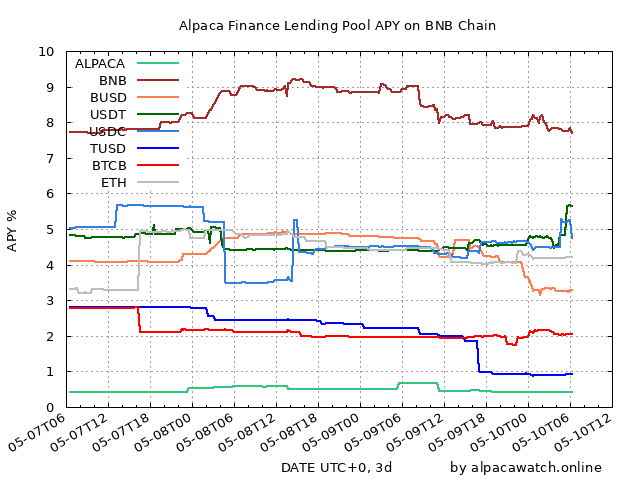 Alpaca Finance Lending Pool APY on BNB Chain
10
9
8
7
6
5
4
3
2
1
0
APY %
ALPACA
BNB
BUSD
USDT
USDC
TUSD
BTCB
ETH
05-07T06
05-07T12
05-07T18
05-08T00
05-08T06
05-08T12
05-08T18
05-09T00
05-09T06
05-09T12
05-09T18
05-10T00
05-10T06
05-10T12
DATE UTC+0, 3d
by alpacawatch.online